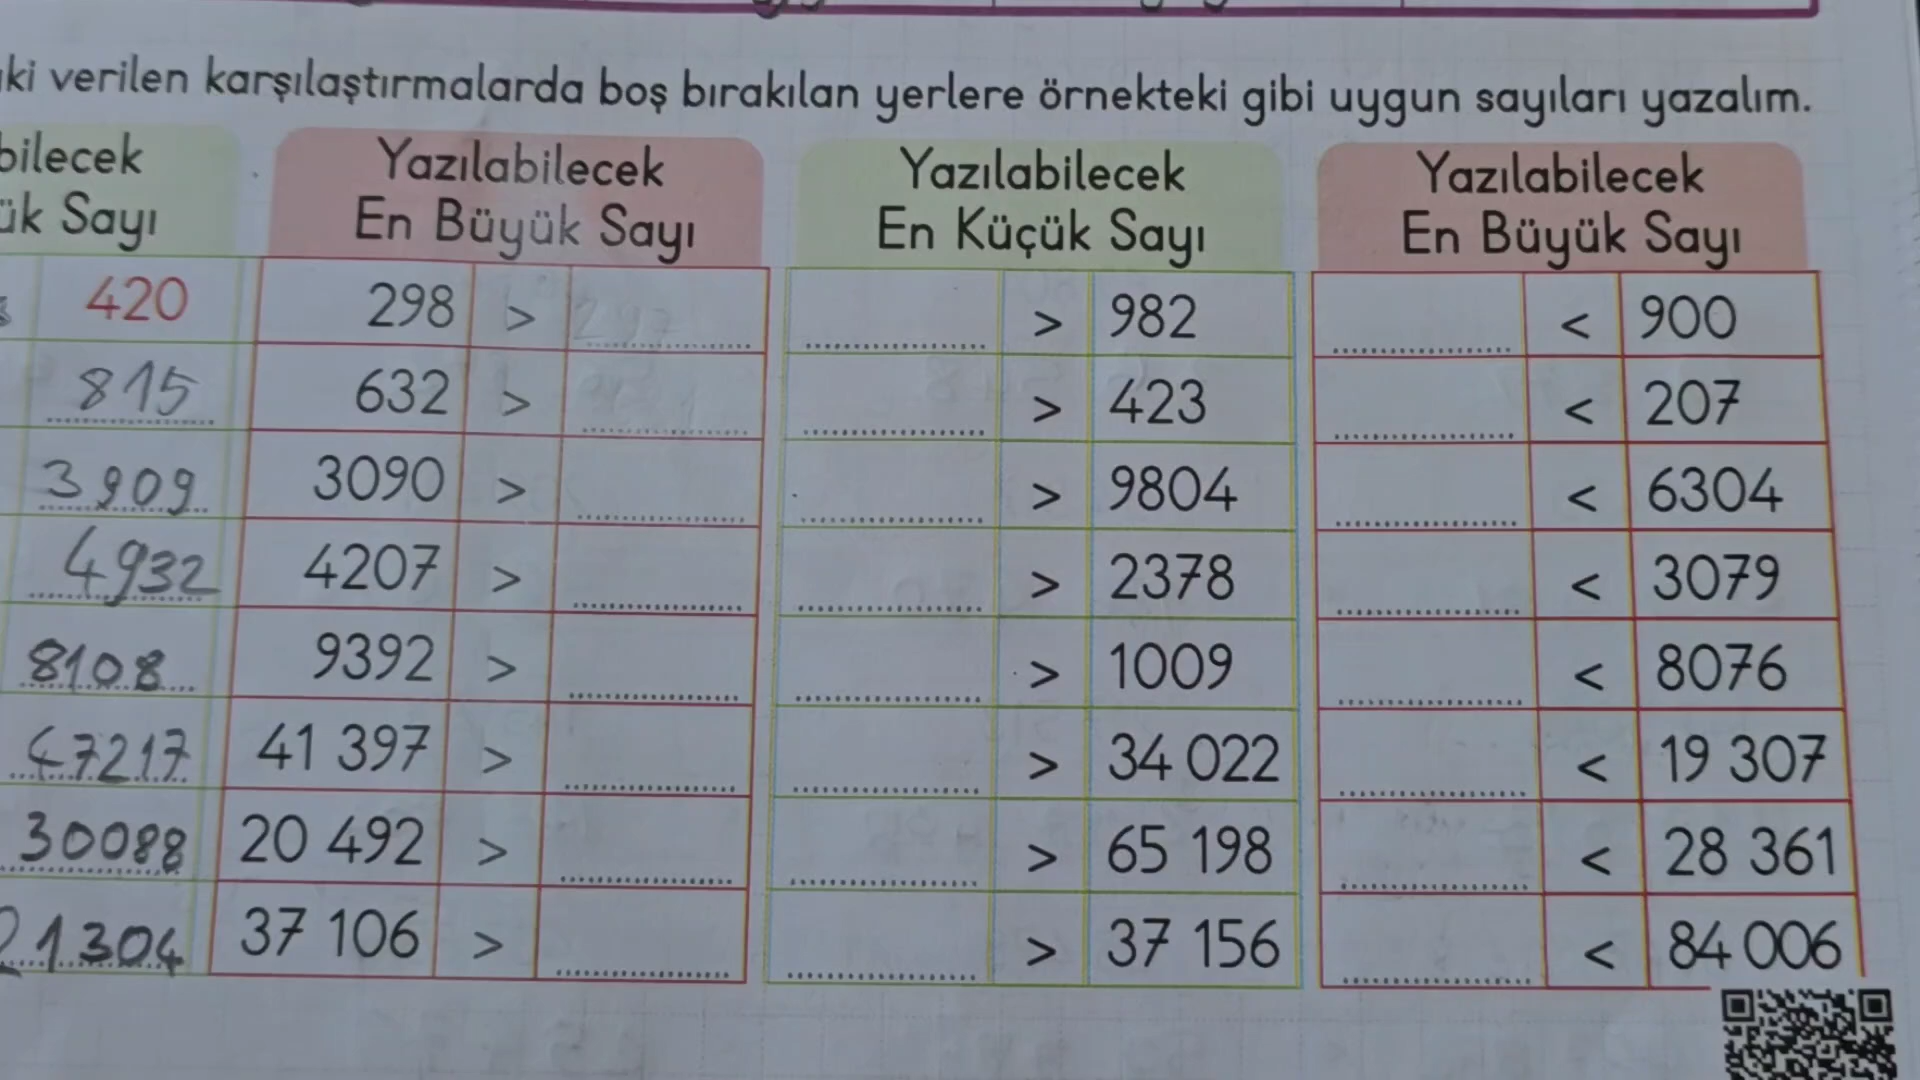 ki verilen karşılaştırmalarda boş bırakılan yerlere örnekteki gibi uygun sayıları yazalım.
bilecek Yazılabilecek Yazılabilecek Yazılabilecek
ük Sayı En Büyük Sayı En Küçük Sayı En Büyük Sayı
420 298 > 297 > 982 < 900
815 632 > > 423 < 207
3909 3090 > > 9804 < 6304
4932 4207 > > 2378 < 3079
8108 9392 > > 1009 < 8076
47217 41 397 > > 34 022 < 19 307
30088 20 492 > > 65 198 < 28 361
21304 37 106 > > 37 156 < 84 006